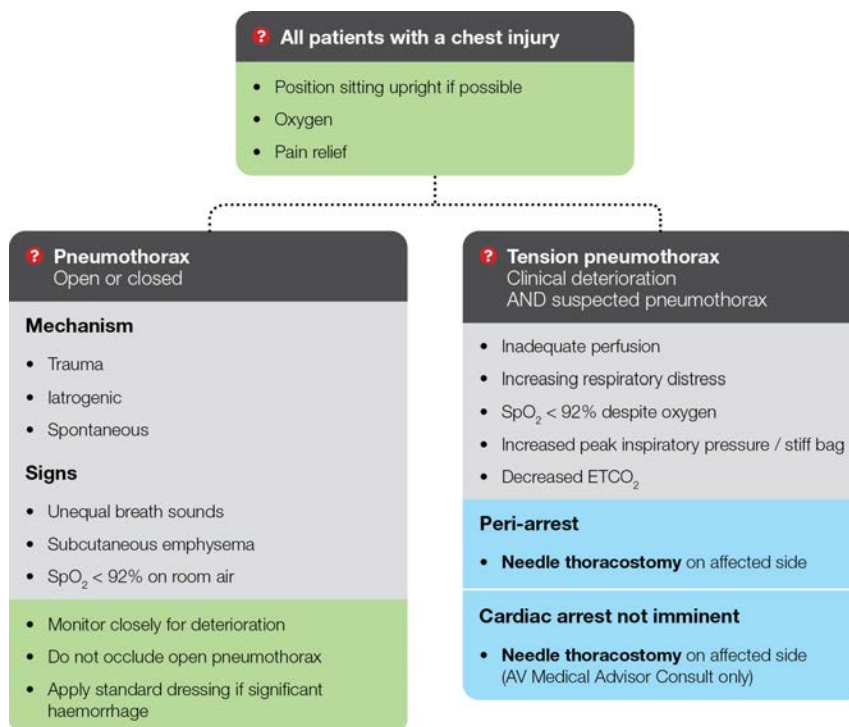 ? All patients with a chest injury
• Position sitting upright if possible
• Oxygen
• Pain relief
? Pneumothorax
Open or closed
Mechanism
• Trauma
• Iatrogenic
• Spontaneous
Signs
• Unequal breath sounds
• Subcutaneous emphysema
• SpO₂ < 92% on room air
• Monitor closely for deterioration
• Do not occlude open pneumothorax
• Apply standard dressing if significant
haemorrhage
? Tension pneumothorax
Clinical deterioration
AND suspected pneumothorax
• Inadequate perfusion
• Increasing respiratory distress
• SpO₂ < 92% despite oxygen
• Increased peak inspiratory pressure / stiff bag
• Decreased ETCO₂
Peri-arrest
• Needle thoracostomy on affected side
Cardiac arrest not imminent
• Needle thoracostomy on affected side
(AV Medical Advisor Consult only)